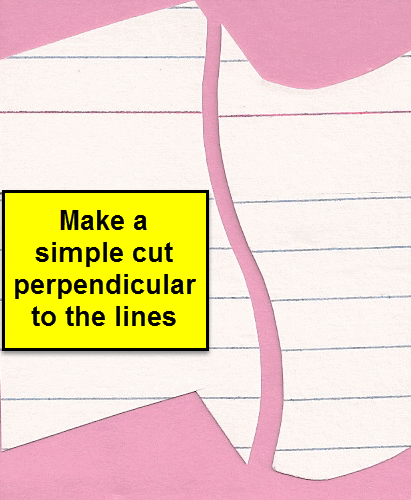 Make a
simple cut
perpendicular
to the lines